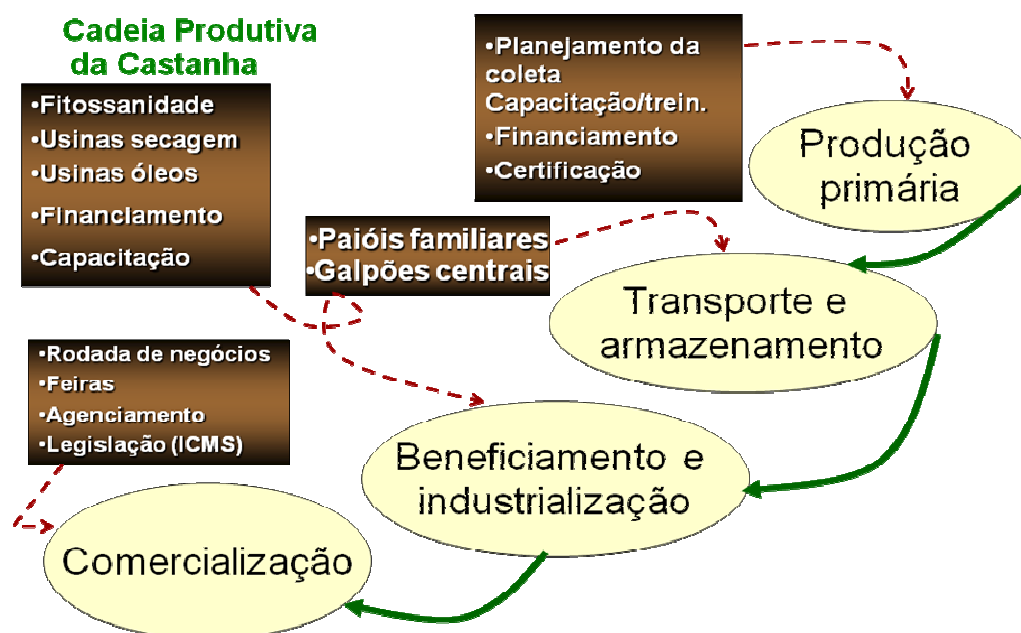 Cadeia Produtiva
da Castanha
•Fitossanidade
•Usinas secagem
•Usinas óleos
•Financiamento
•Capacitação
•Planejamento da
coleta
Capacitação/trein.
•Financiamento
•Certificação
Produção
primária
•Paióis familiares
•Galpões centrais
Transporte e
armazenamento
•Rodada de negócios
•Feiras
•Agenciamento
•Legislação (ICMS)
Beneficiamento e
industrialização
Comercialização